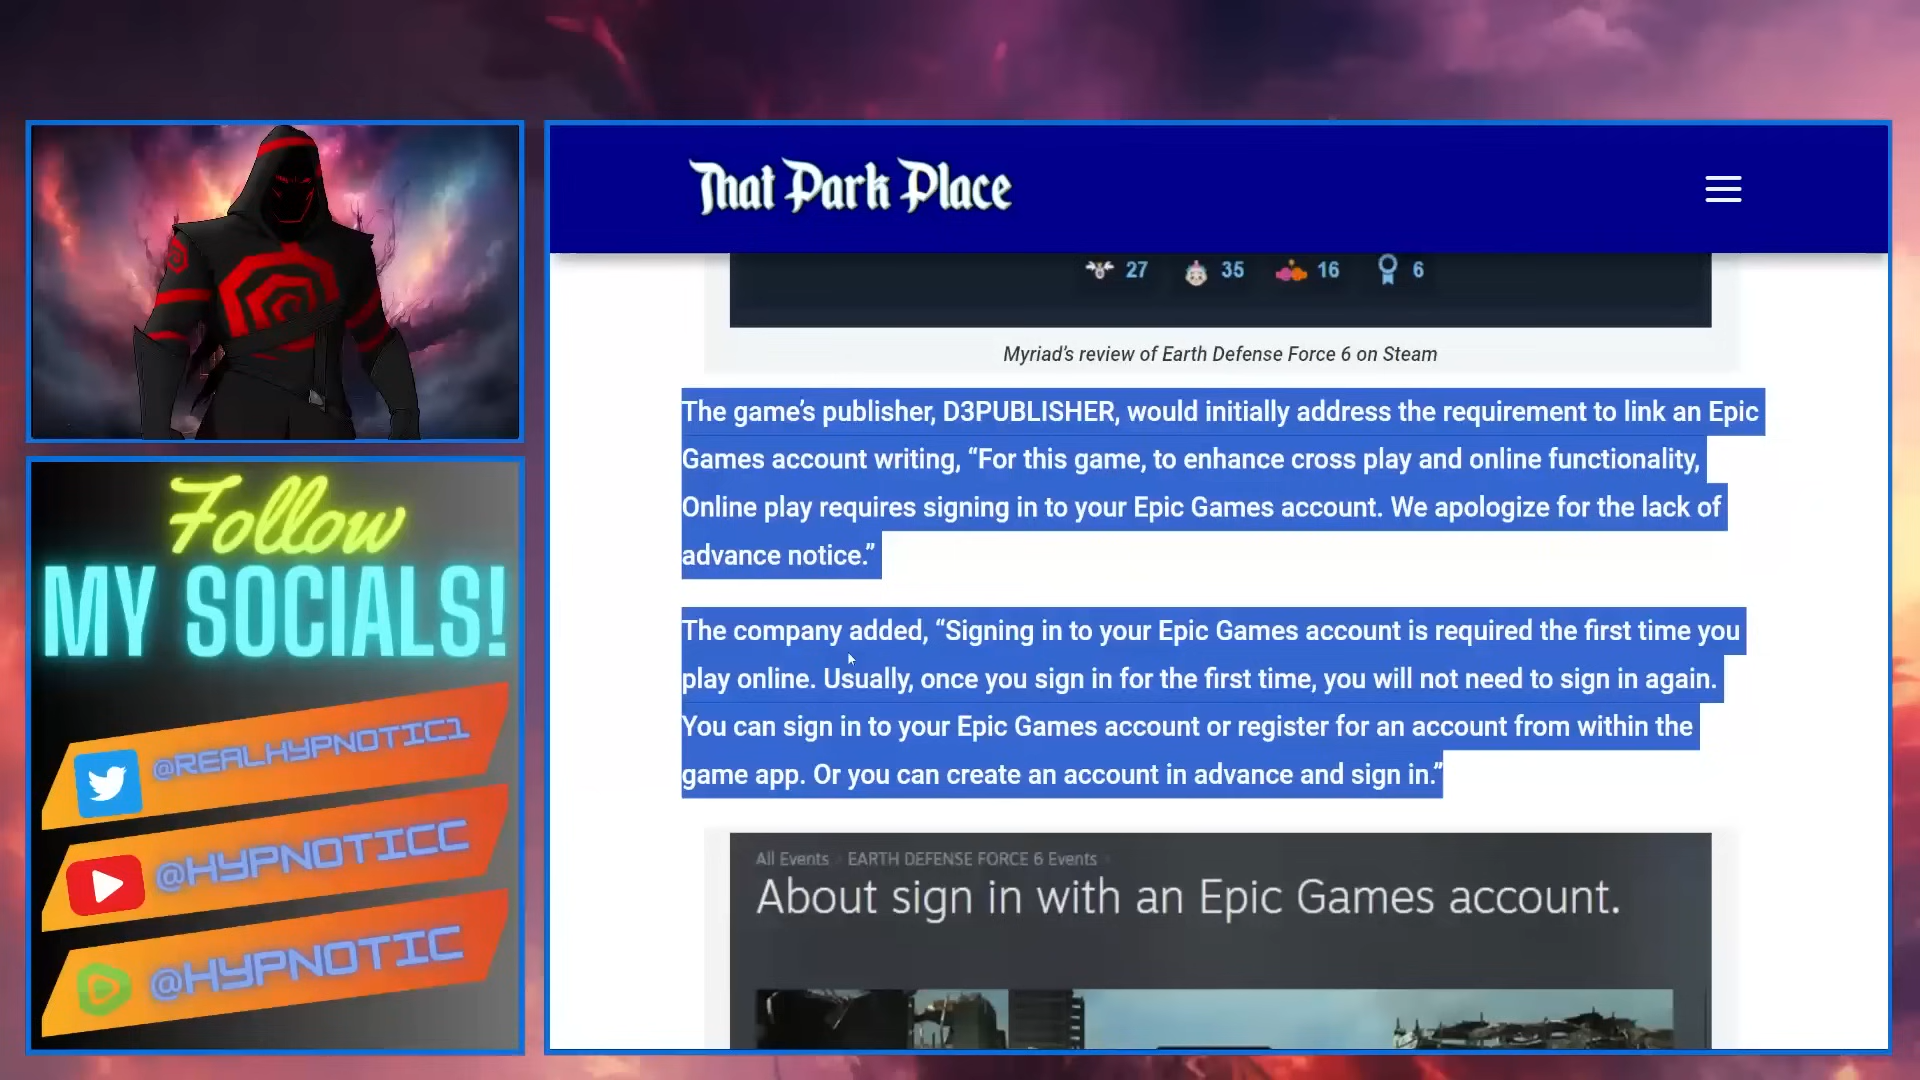 That Park Place
27 35 16 6
Myriad’s review of Earth Defense Force 6 on Steam
The game’s publisher, D3PUBLISHER, would initially address the requirement to link an Epic
Games account writing, “For this game, to enhance cross play and online functionality,
Online play requires signing in to your Epic Games account. We apologize for the lack of
advance notice.”
The company added, “Signing in to your Epic Games account is required the first time you
play online. Usually, once you sign in for the first time, you will not need to sign in again.
You can sign in to your Epic Games account or register for an account from within the
game app. Or you can create an account in advance and sign in.”
All Events EARTH DEFENSE FORCE 6 Events
About sign in with an Epic Games account.
Follow
MY SOCIALS!
@REALHYPNOTIC1
@HYPNOTICC
@HYPNOTIC